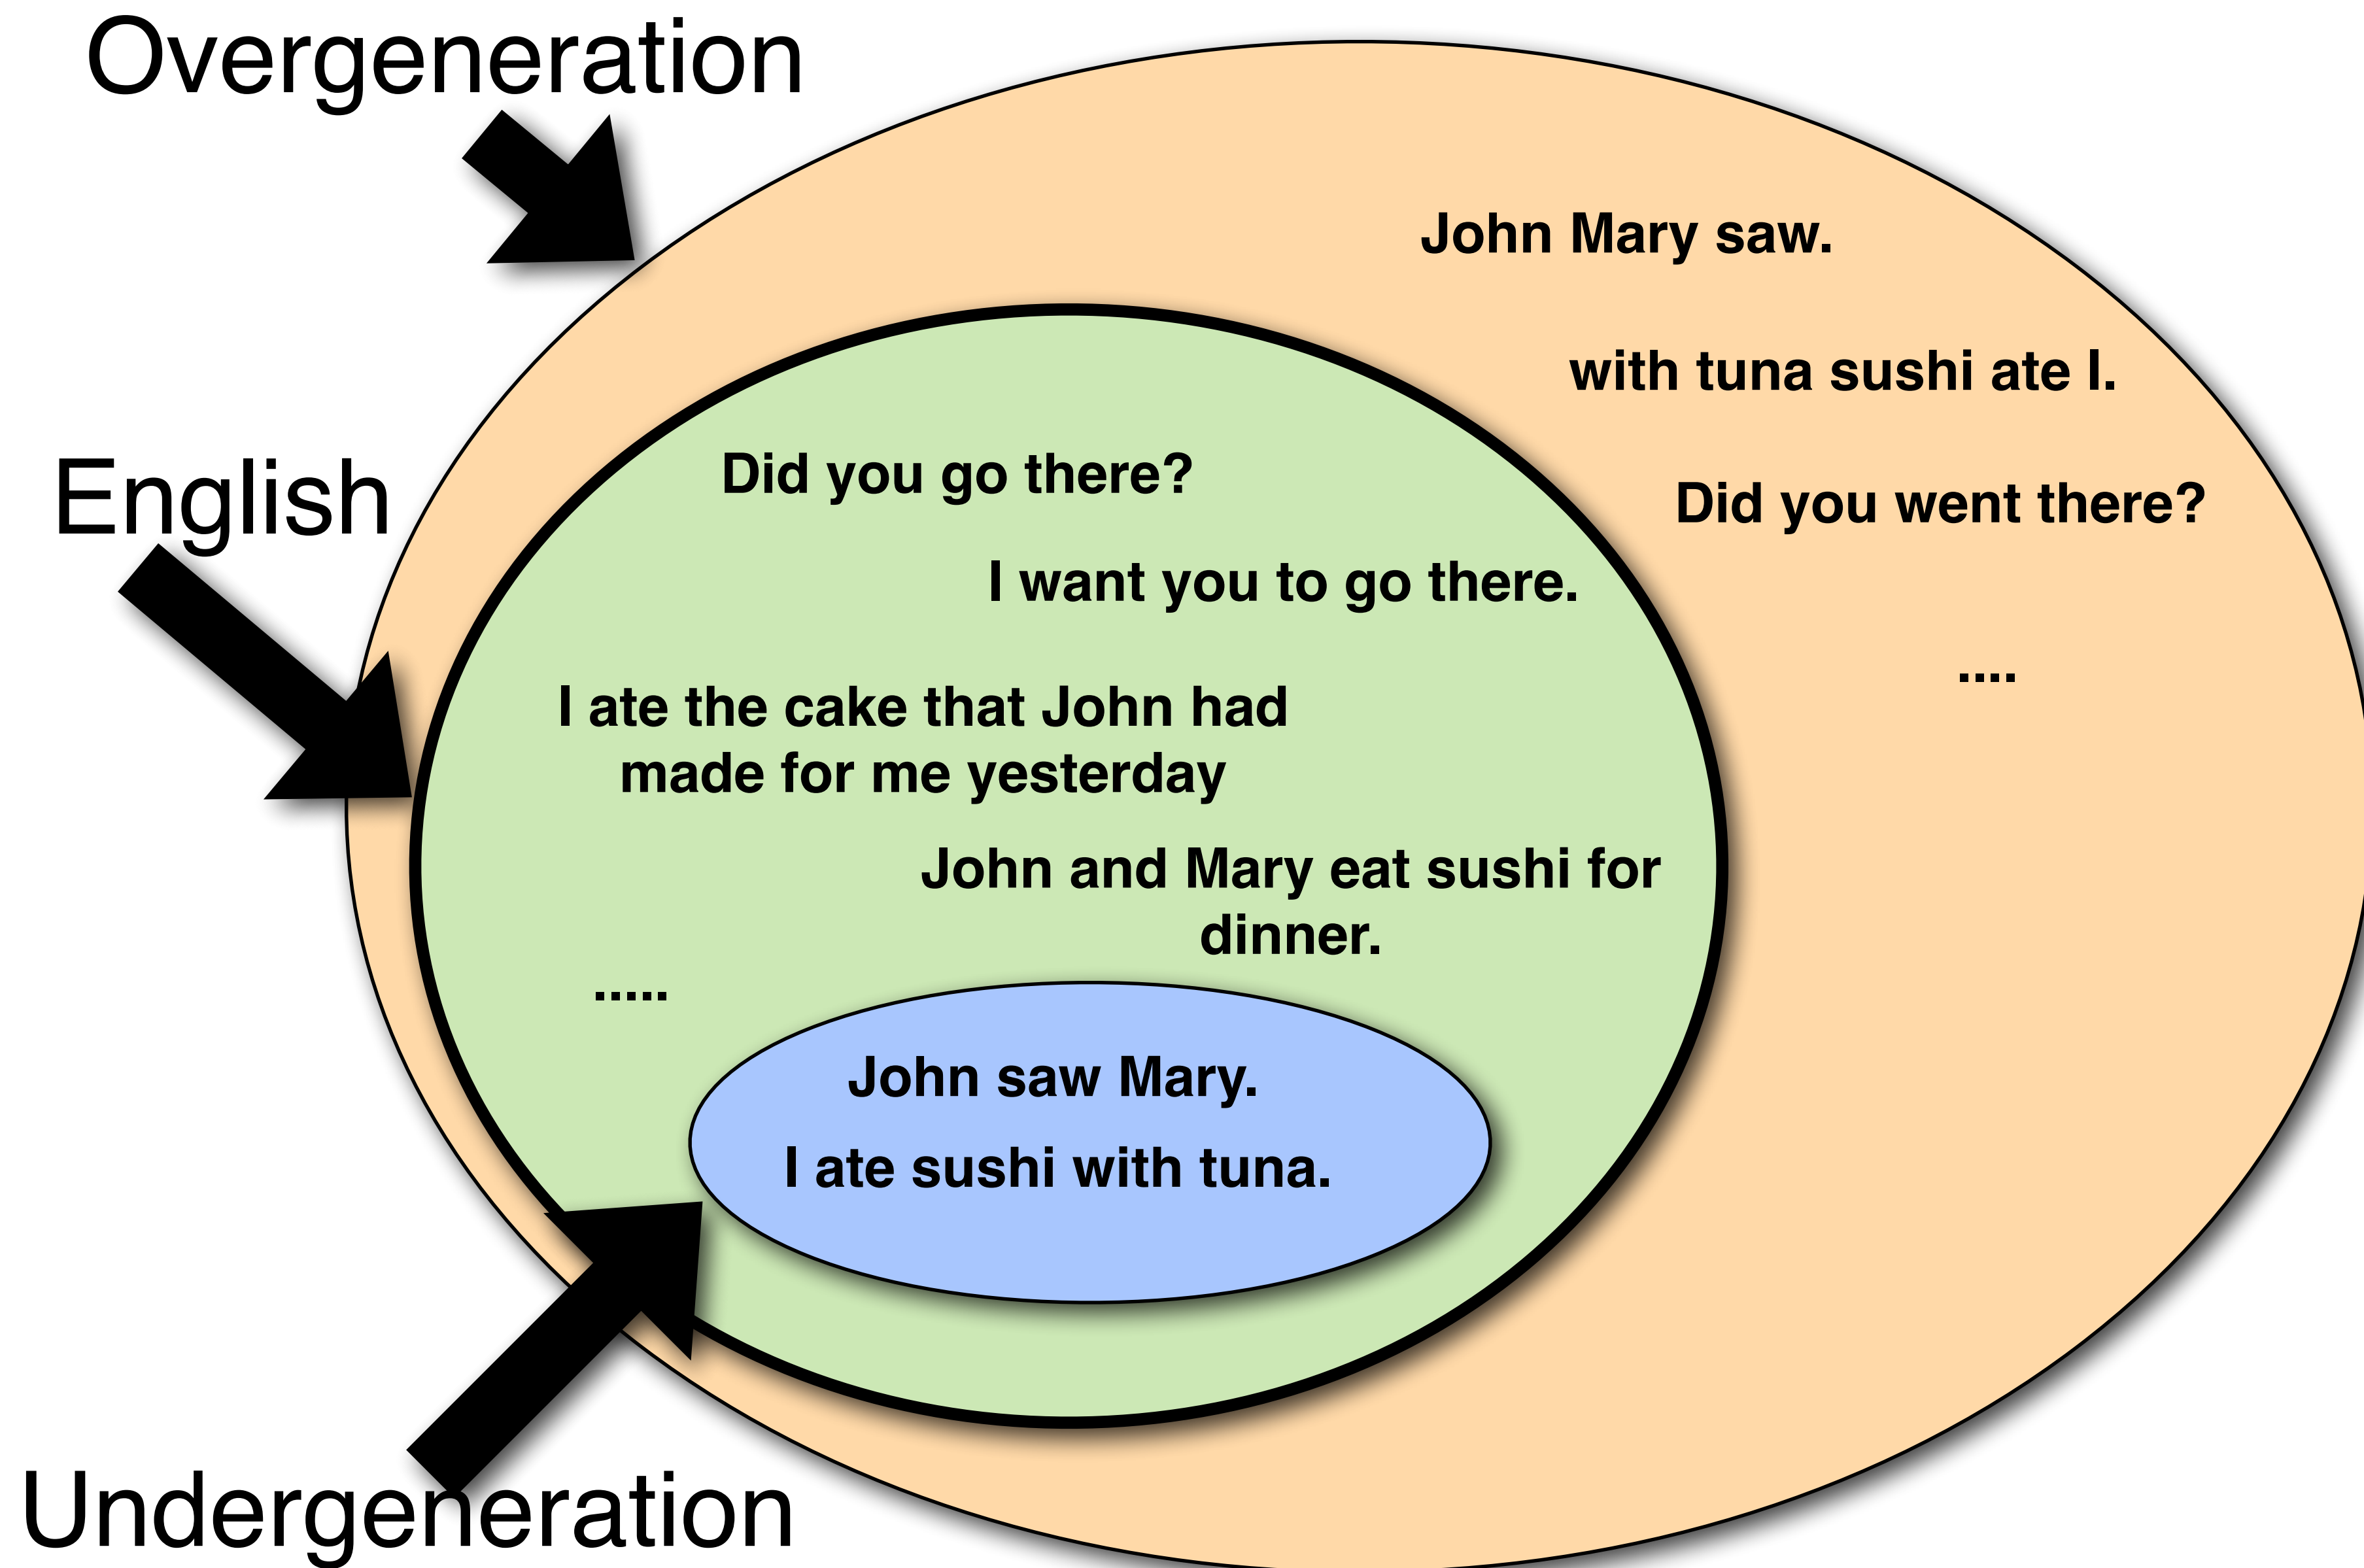 Overgeneration
John Mary saw.
with tuna sushi ate I.
English
Did you go there?
Did you went there?
I want you to go there.
....
I ate the cake that John had
made for me yesterday
John and Mary eat sushi for
dinner.
.....
John saw Mary.
I ate sushi with tuna.
Undergeneration